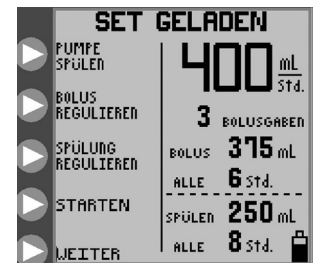 SET GELADEN
PUMPE
SPÜLEN
400 mL
Std.
BOLUS
REGULIEREN
3 BOLUSGABEN
SPÜLUNG
REGULIEREN
BOLUS 375 mL
ALLE 6 Std.
STARTEN
SPÜLEN 250 mL
WEITER
ALLE 8 Std.